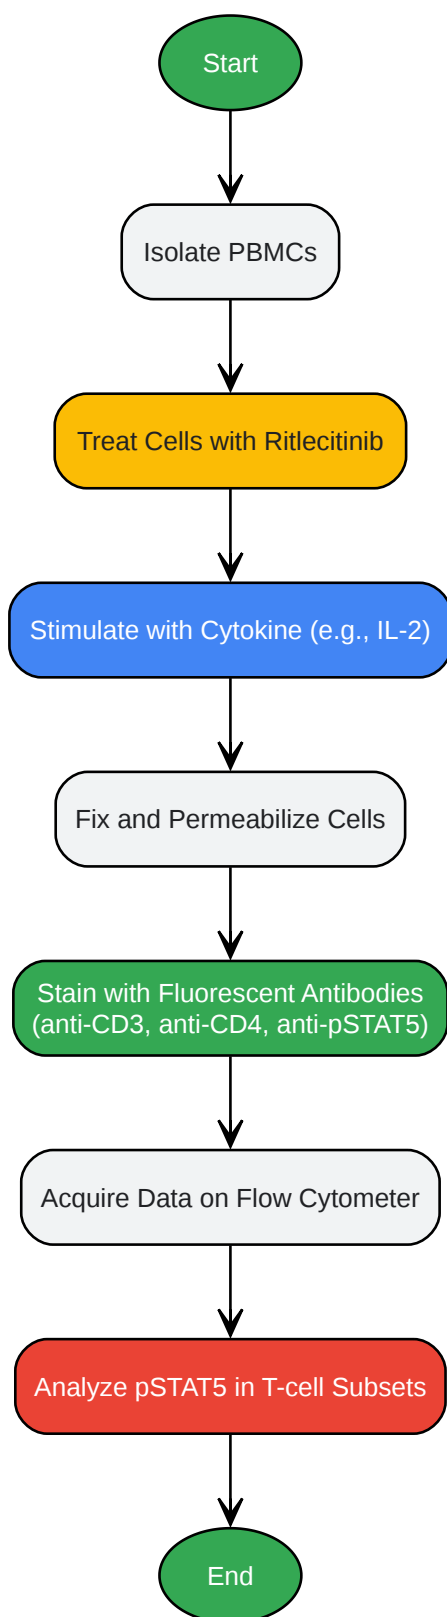 Start
Isolate PBMCs
Treat Cells with Ritlecitinib
Stimulate with Cytokine (e.g., IL-2)
Fix and Permeabilize Cells
Stain with Fluorescent Antibodies
(anti-CD3, anti-CD4, anti-pSTAT5)
Acquire Data on Flow Cytometer
Analyze pSTAT5 in T-cell Subsets
End